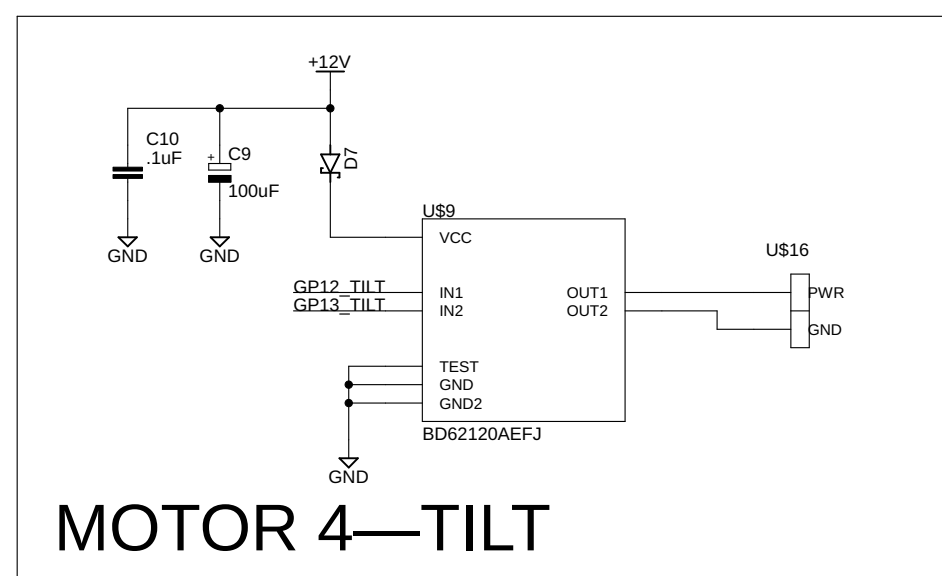 +12V
C10
.1uF
C9
+
100uF
D7
GND
GND
U$9
VCC
U$16
GP12_TILT
IN1
OUT1
PWR
GP13_TILT
IN2
OUT2
GND
TEST
GND
GND2
BD62120AEFJ
GND
MOTOR 4—TILT